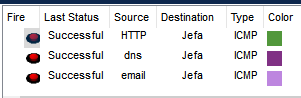 Fire Last Status Source Destination Type Color
Successful HTTP Jefa ICMP
Successful dns Jefa ICMP
Successful email Jefa ICMP